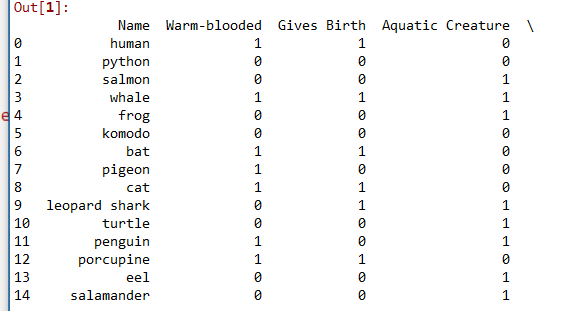 Out[1]:
Name Warm-blooded Gives Birth Aquatic Creature \
0 human 1 1 0
1 python 0 0 0
2 salmon 0 0 1
3 whale 1 1 1
e 4 frog 0 0 1
5 komodo 0 0 0
6 bat 1 1 0
7 pigeon 1 0 0
8 cat 1 1 0
9 leopard shark 0 1 1
10 turtle 0 0 1
11 penguin 1 0 1
12 porcupine 1 1 0
13 eel 0 0 1
14 salamander 0 0 1